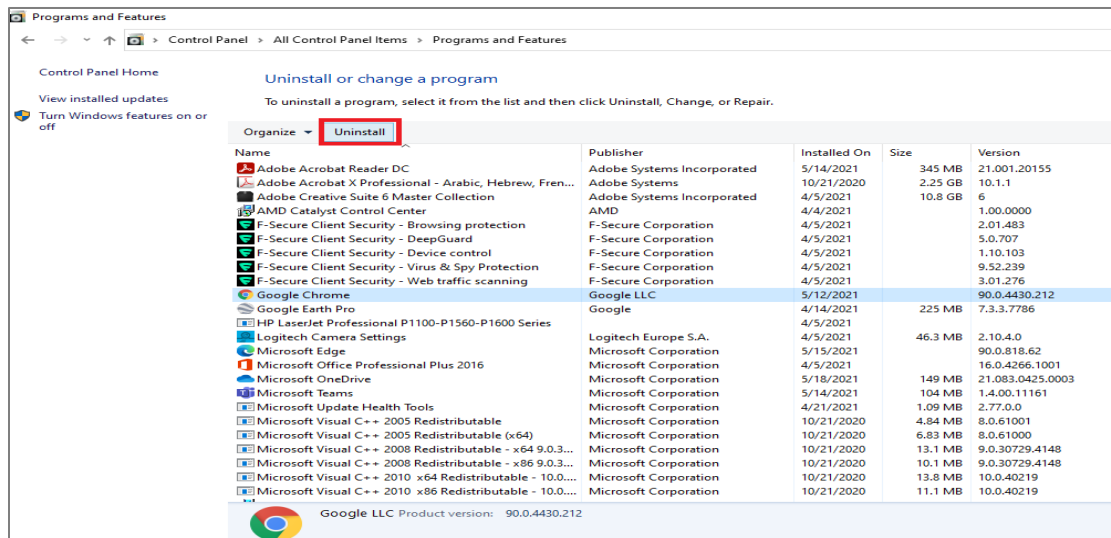 Programs and Features
Control Panel > All Control Panel Items > Programs and Features
Control Panel Home
View installed updates
Turn Windows features on or
off
Uninstall or change a program
To uninstall a program, select it from the list and then click Uninstall, Change, or Repair.
Organize Uninstall
Name Publisher Installed On Size Version
Adobe Acrobat Reader DC Adobe Systems Incorporated 5/14/2021 345 MB 21.001.20155
Adobe Acrobat X Professional - Arabic, Hebrew, Fren... Adobe Systems 10/21/2020 2.25 GB 10.1.1
Adobe Creative Suite 6 Master Collection Adobe Systems Incorporated 4/5/2021 10.8 GB 6
AMD Catalyst Control Center AMD 4/4/2021 1.00.0000
F-Secure Client Security - Browsing protection F-Secure Corporation 4/5/2021 2.01.483
F-Secure Client Security - DeepGuard F-Secure Corporation 4/5/2021 5.0.707
F-Secure Client Security - Device control F-Secure Corporation 4/5/2021 1.10.103
F-Secure Client Security - Virus & Spy Protection F-Secure Corporation 4/5/2021 9.52.239
F-Secure Client Security - Web traffic scanning F-Secure Corporation 4/5/2021 3.01.276
Google Chrome Google LLC 5/12/2021 90.0.4430.212
Google Earth Pro Google 4/14/2021 225 MB 7.3.3.7786
HP LaserJet Professional P1100-P1560-P1600 Series 4/5/2021
Logitech Camera Settings Logitech Europe S.A. 4/5/2021 46.3 MB 2.10.4.0
Microsoft Edge Microsoft Corporation 5/15/2021 90.0.818.62
Microsoft Office Professional Plus 2016 Microsoft Corporation 4/5/2021 16.0.4266.1001
Microsoft OneDrive Microsoft Corporation 5/18/2021 149 MB 21.083.0425.0003
Microsoft Teams Microsoft Corporation 5/14/2021 104 MB 1.4.00.11161
Microsoft Update Health Tools Microsoft Corporation 4/21/2021 1.09 MB 2.77.0.0
Microsoft Visual C++ 2005 Redistributable Microsoft Corporation 10/21/2020 4.84 MB 8.0.61001
Microsoft Visual C++ 2005 Redistributable (x64) Microsoft Corporation 10/21/2020 6.83 MB 8.0.61000
Microsoft Visual C++ 2008 Redistributable - x64 9.0.3... Microsoft Corporation 10/21/2020 13.1 MB 9.0.30729.4148
Microsoft Visual C++ 2008 Redistributable - x86 9.0.3... Microsoft Corporation 10/21/2020 10.1 MB 9.0.30729.4148
Microsoft Visual C++ 2010 x64 Redistributable - 10.0.... Microsoft Corporation 10/21/2020 13.8 MB 10.0.40219
Microsoft Visual C++ 2010 x86 Redistributable - 10.0.... Microsoft Corporation 10/21/2020 11.1 MB 10.0.40219
Google LLC Product version: 90.0.4430.212